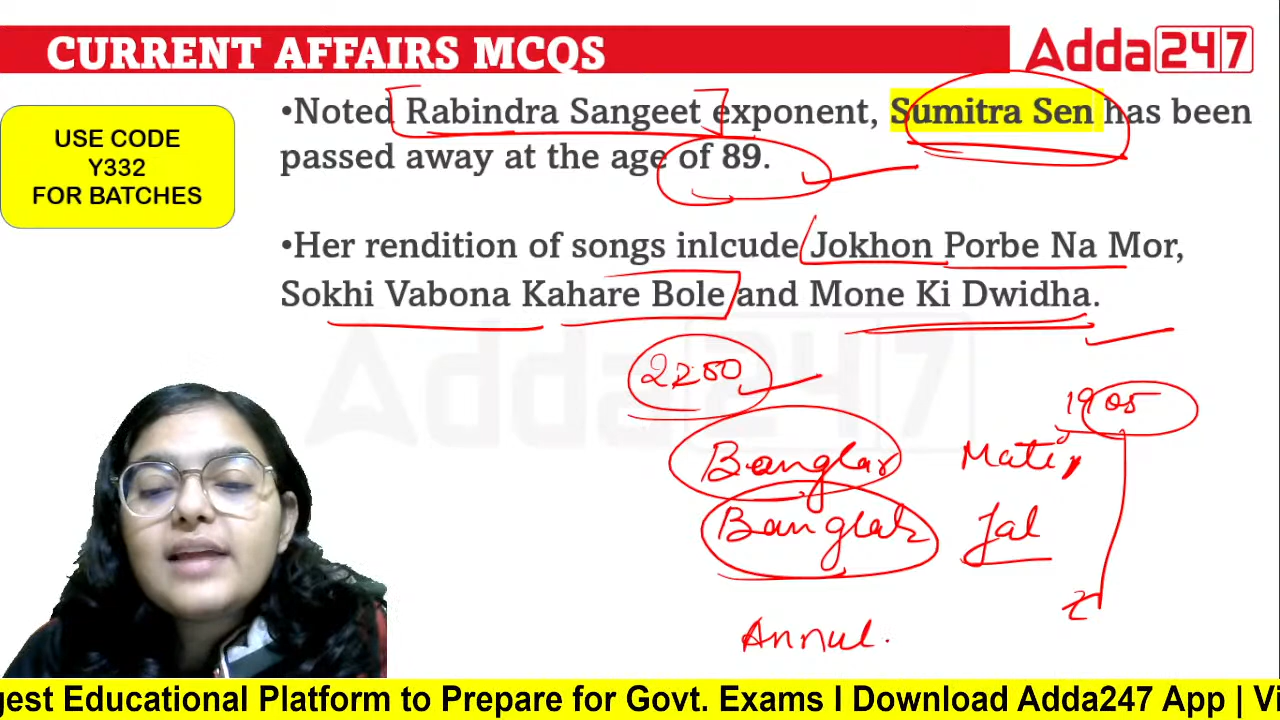 CURRENT AFFAIRS MCQS
Adda247
USE CODE
Y332
FOR BATCHES
•Noted Rabindra Sangeet exponent, Sumitra Sen has been
passed away at the age of 89.
•Her rendition of songs inlcude Jokhon Porbe Na Mor,
Sokhi Vabona Kahare Bole and Mone Ki Dwidha.
Adda247
2250
1905
Banglar Mati,
Banglar Jal
Annul.
gest Educational Platform to Prepare for Govt. Exams I Download Adda247 App | Vi